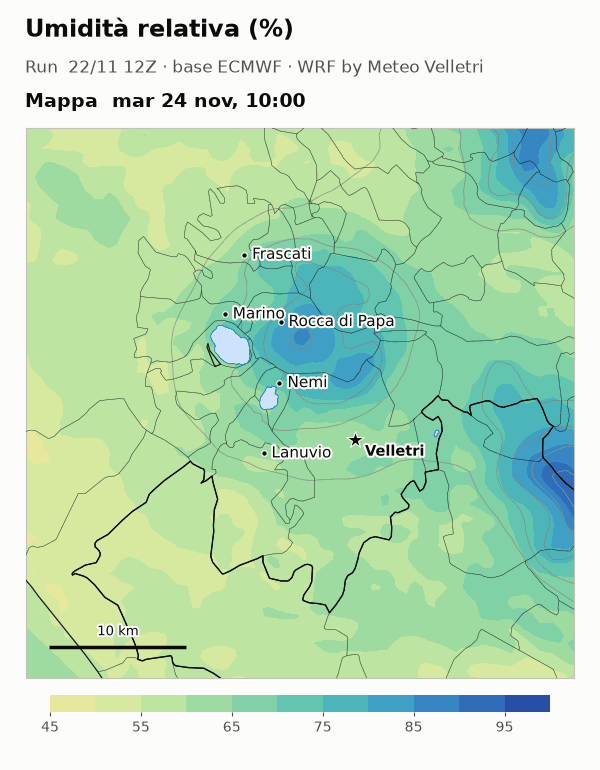 Umidità relativa (%)
Run  22/11 12Z · base ECMWF · WRF by Meteo Velletri
Mappa  mar 24 nov, 10:00
Frascati
Marino
Rocca di Papa
Nemi
Velletri
Lanuvio
10 km
45 55 65 75 85 95